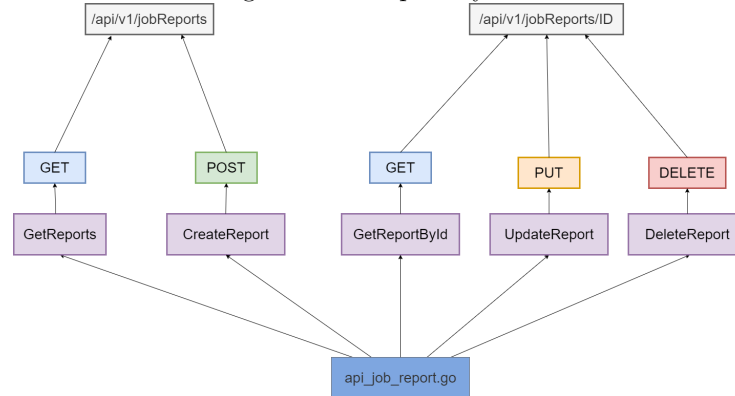 /api/v1/jobReports
/api/v1/jobReports/ID
GET
POST
GET
PUT
DELETE
GetReports
CreateReport
GetReportById
UpdateReport
DeleteReport
api_job_report.go